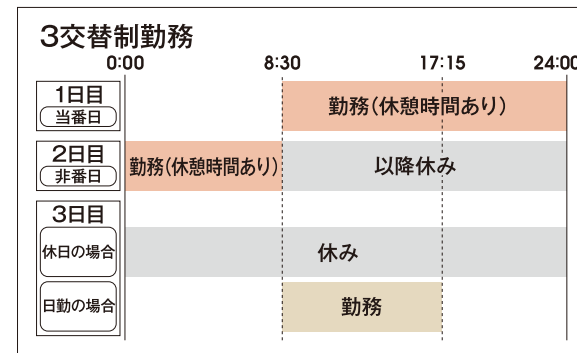 3交替制勤務
0:00 8:30 17:15 24:00
1日目
当番日
勤務(休憩時間あり)
2日目
非番日
勤務(休憩時間あり)
以降休み
3日目
休日の場合
休み
日勤の場合
勤務